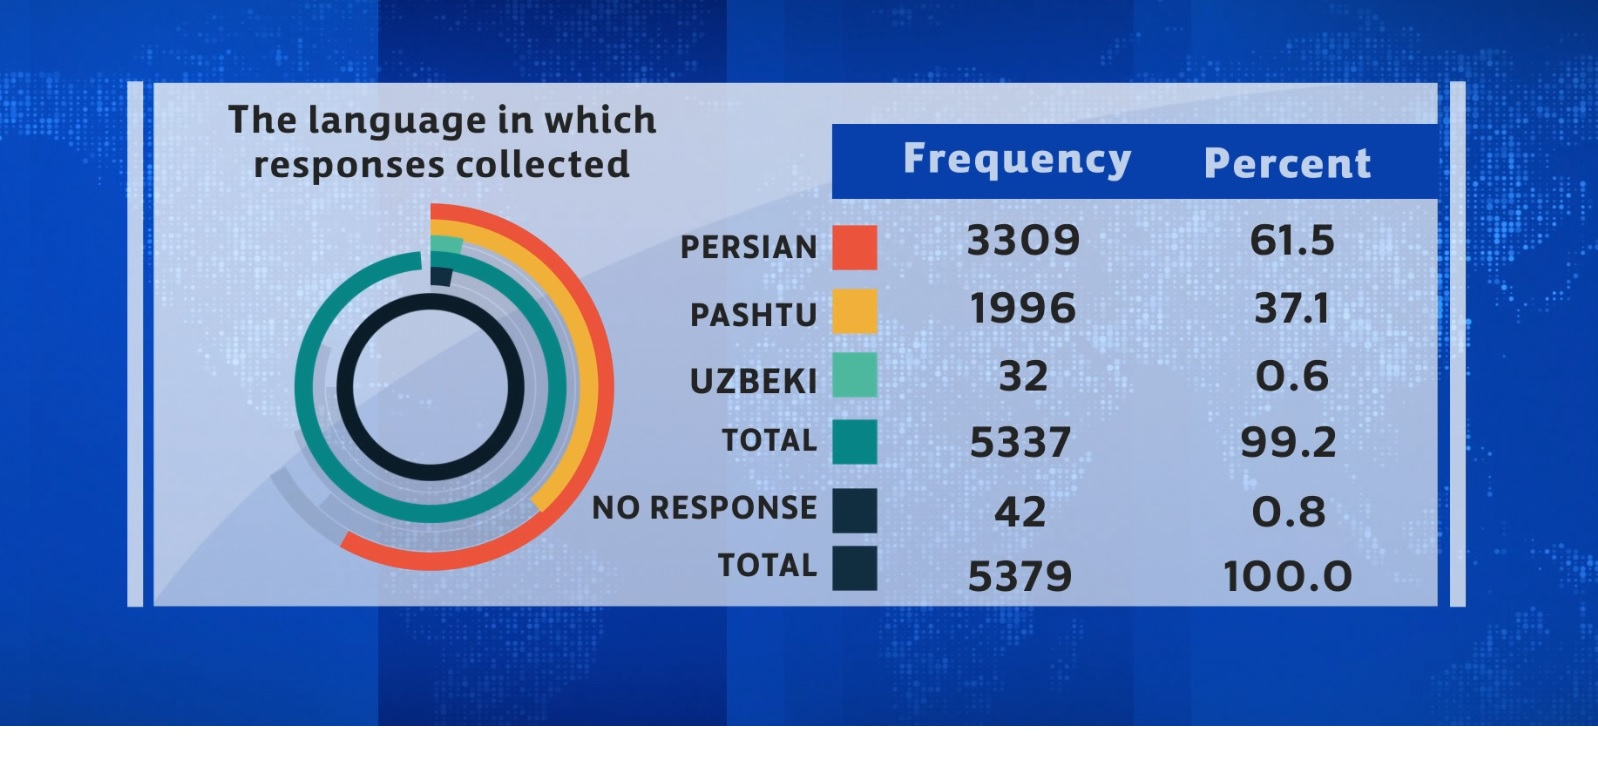 The language in which
responses collected
Frequency Percent
PERSIAN 3309 61.5
PASHTU 1996 37.1
UZBEKI 32 0.6
TOTAL 5337 99.2
NO RESPONSE 42 0.8
TOTAL 5379 100.0